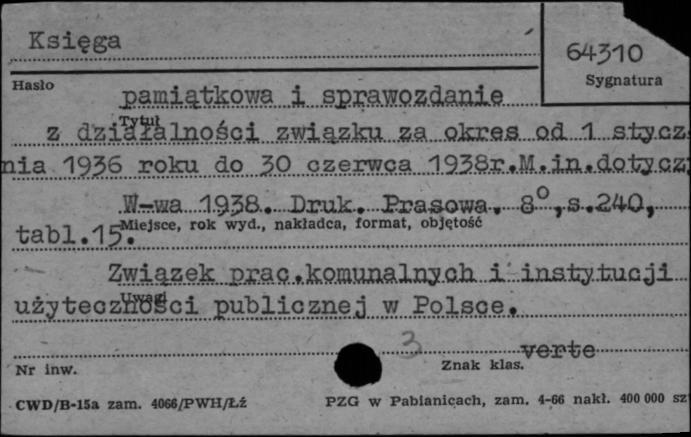 Księga
64310
Sygnatura
Hasło
pamiątkowa i sprawozdanie
Tytuł
z działalności związku za okres od 1 stycz
nia 1936 roku do 30 czerwca 1938r.M.in.dotycz
W-wa 1938. Druk. Prasowa. 8°,s.240,
tabl.15.
Miejsce, rok wyd., nakładca, format, objętość
Związek prac.komunalnych i instytucji
Uwagi
użyteczności publicznej w Polsce.
3
verte
Nr inw.
Znak klas.
CWD/B-15a zam. 4066/PWH/Łż
PZG w Pabianicach, zam. 4-66 nakł. 400 000 sz